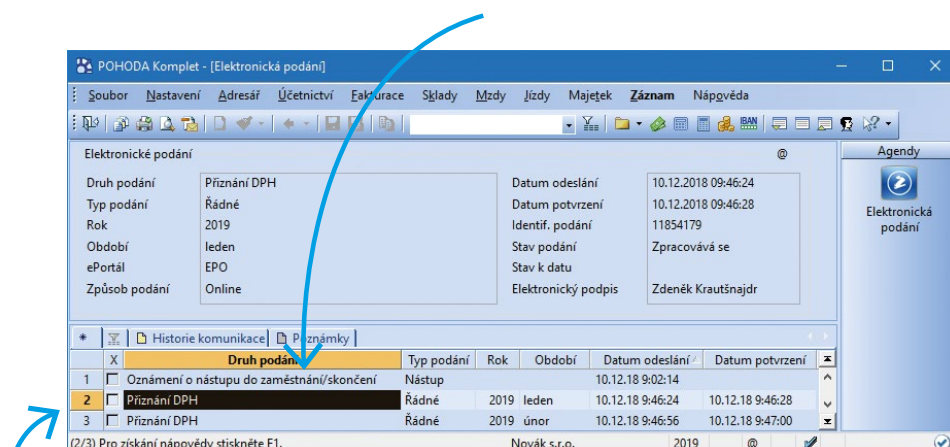 POHODA Komplet - [Elektronická podání]
Soubor Nastavení Adresář Účetnictví Fakturace Sklady Mzdy Jízdy Majetek Záznam Nápověda
IBAN
Elektronické podání @ Agendy
Druh podání Přiznání DPH Datum odeslání 10.12.2018 09:46:24
Typ podání Řádné Datum potvrzení 10.12.2018 09:46:28
Rok 2019 Identif. podání 11854179
Období leden Stav podání Zpracovává se
ePortál EPO Stav k datu
Způsob podání Online Elektronický podpis Zdeněk Krautšnajdr
Elektronická
podání
* Historie komunikace Poznámky
X Druh podání Typ podání Rok Období Datum odeslání Datum potvrzení
1 Oznámení o nástupu do zaměstnání/skončení Nástup 10.12.18 9:02:14
2 Přiznání DPH Řádné 2019 leden 10.12.18 9:46:24 10.12.18 9:46:28
3 Přiznání DPH Řádné 2019 únor 10.12.18 9:46:56 10.12.18 9:47:00
(2/3) Pro získání nápovědy stiskněte F1. Novák s.r.o. 2019 @